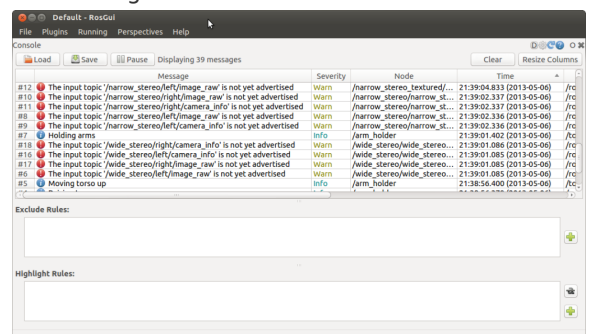 Default - RosGui
File Plugins Running Perspectives Help
Console D O
Load Save Pause Displaying 39 messages Clear Resize Columns
Message Severity Node Time
#12 The input topic '/narrow_stereo/left/image_raw' is not yet advertised Warn /narrow_stereo_textured/... 21:39:04.833 (2013-05-06) /ro
#10 The input topic '/narrow_stereo/right/image_raw' is not yet advertised Warn /narrow_stereo/narrow_st... 21:39:02.337 (2013-05-06) /ro
#11 The input topic '/narrow_stereo/right/camera_info' is not yet advertised Warn /narrow_stereo/narrow_st... 21:39:02.337 (2013-05-06) /ro
#8 The input topic '/narrow_stereo/left/image_raw' is not yet advertised Warn /narrow_stereo/narrow_st... 21:39:02.336 (2013-05-06) /ro
#9 The input topic '/narrow_stereo/left/camera_info' is not yet advertised Warn /narrow_stereo/narrow_st... 21:39:02.336 (2013-05-06) /ro
#7 Holding arms Info /arm_holder 21:39:01.402 (2013-05-06) /to
#18 The input topic '/wide_stereo/right/camera_info' is not yet advertised Warn /wide_stereo/wide_stereo... 21:39:01.086 (2013-05-06) /ro
#16 The input topic '/wide_stereo/left/camera_info' is not yet advertised Warn /wide_stereo/wide_stereo... 21:39:01.085 (2013-05-06) /ro
#17 The input topic '/wide_stereo/right/image_raw' is not yet advertised Warn /wide_stereo/wide_stereo... 21:39:01.085 (2013-05-06) /ro
#6 The input topic '/wide_stereo/left/image_raw' is not yet advertised Warn /wide_stereo/wide_stereo... 21:39:01.085 (2013-05-06) /ro
#5 Moving torso up Info /arm_holder 21:38:56.400 (2013-05-06) /to
Exclude Rules:
Highlight Rules: